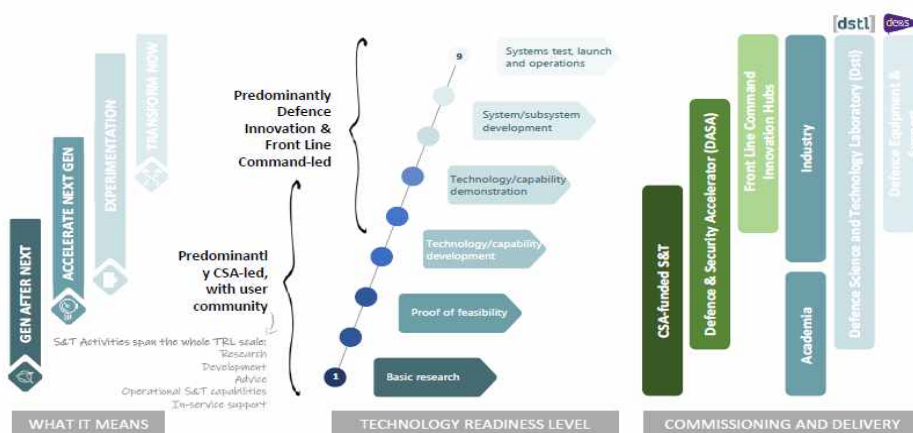 GEN AFTER NEXT
ACCELERATE NEXT GEN
EXPERIMENTATION
TRANSFORM NOW
S&T Activities span the whole TRL scale:
Research
Development
Advice
Operational S&T capabilities
In-service support
WHAT IT MEANS
Predominantly
Defence
Innovation &
Front Line
Command-led
Predominantl
y CSA-led,
with user
community
9
Systems test, launch
and operations
System/subsystem
development
Technology/capability
demonstration
Technology/capability
development
Proof of feasibility
1
Basic research
TECHNOLOGY READINESS LEVEL
CSA-funded S&T
Defence & Security Accelerator (DASA)
Front Line Command
Innovation Hubs
Industry
Academia
[dstl]
Defence Science and Technology Laboratory (Dstl)
de&s
Defence Equipment &
COMMISSIONING AND DELIVERY